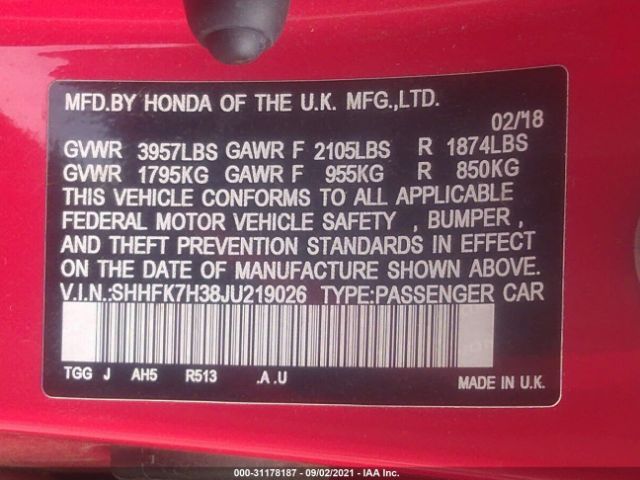 MFD.BY HONDA OF THE U.K. MFG.,LTD.
02/18
GVWR 3957LBS GAWR F 2105LBS R 1874LBS
GVWR 1795KG GAWR F 955KG R 850KG
THIS VEHICLE CONFORMS TO ALL APPLICABLE
FEDERAL MOTOR VEHICLE SAFETY , BUMPER ,
AND THEFT PREVENTION STANDARDS IN EFFECT
ON THE DATE OF MANUFACTURE SHOWN ABOVE.
V.I.N.:SHHFK7H38JU219026 TYPE:PASSENGER CAR
TGG J AH5 R513 .A .U
MADE IN U.K.
000-31178187 - 09/02/2021 - IAA Inc.